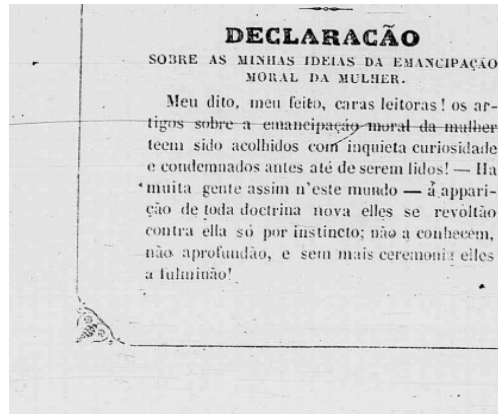 DECLARACÃO
SOBRE AS MINHAS IDEIAS DA EMANCIPAÇÃO
MORAL DA MULHER.
Meu dito, meu feito, caras leitoras! os ar-
tigos sobre a emancipação moral da mulher
teem sido acolhidos com inquieta curiosidade
e condemnados antes até de serem lidos! — Ha
muita gente assim n'este mundo — á appari-
ção de toda doctrina nova elles se revoltão
contra ella só por instincto; não a conhecem,
não aprofundão, e sem mais ceremonia elles
a fulminão!